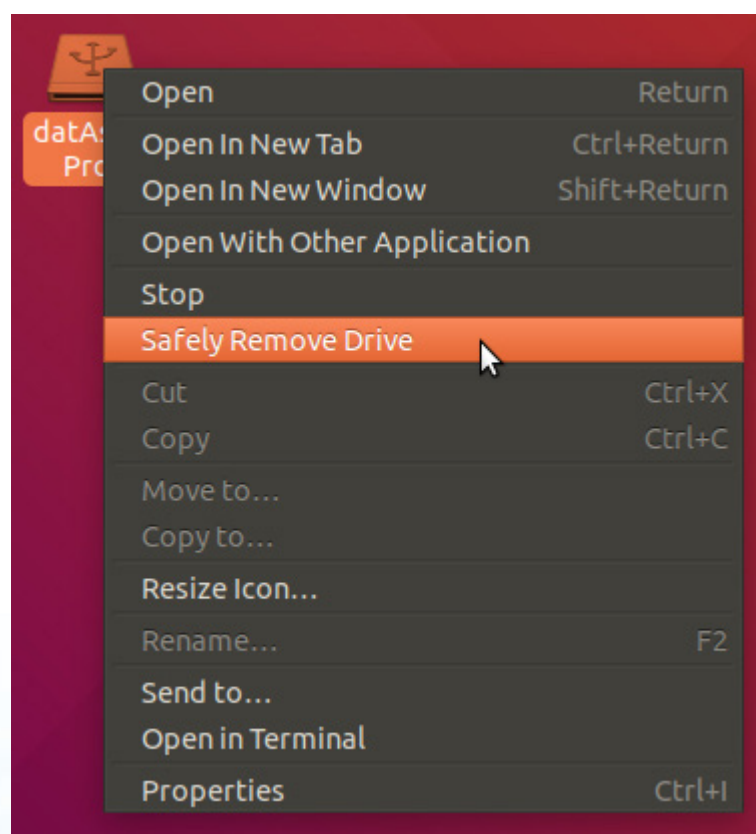 Open Return
datA
Open In New Tab Ctrl+Return
Pro
Open In New Window Shift+Return
Open With Other Application
Stop
Safely Remove Drive
Cut Ctrl+X
Copy Ctrl+C
Move to...
Copy to...
Resize Icon...
Rename... F2
Send to...
Open in Terminal
Properties Ctrl+I